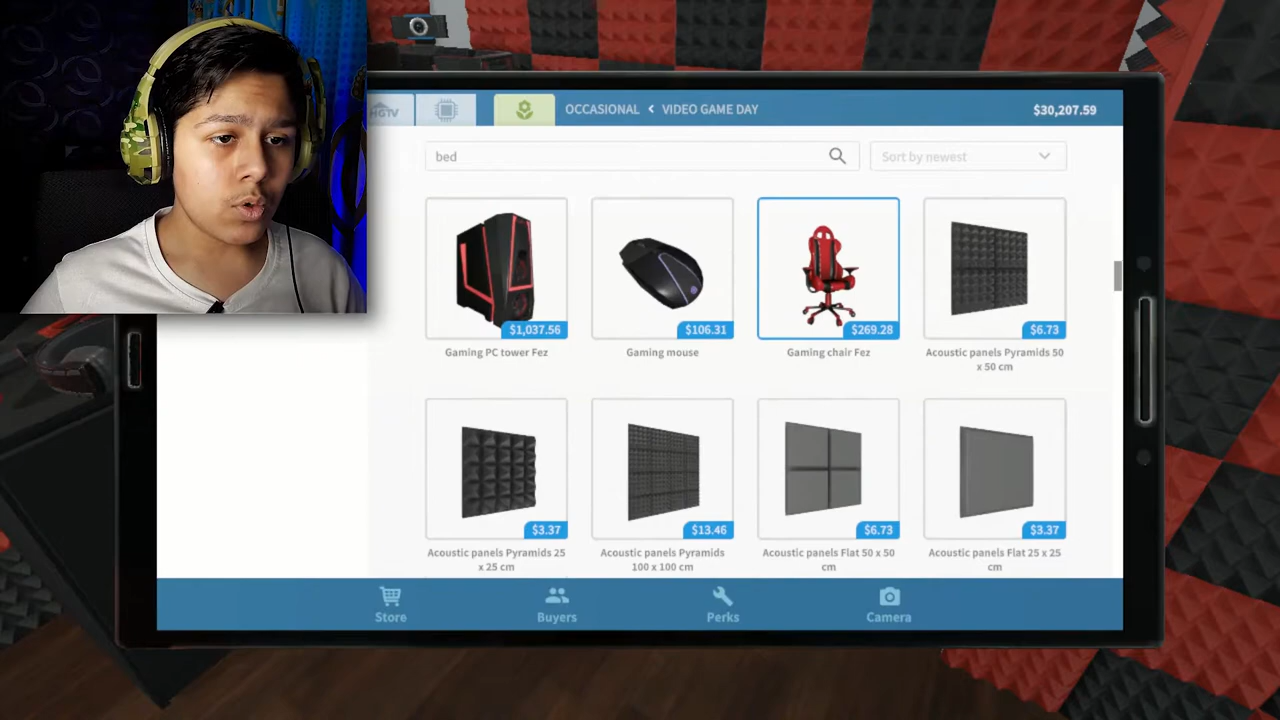 HGTV
OCCASIONAL < VIDEO GAME DAY
$30,207.59
bed
Sort by newest
$1,037.56
$106.31
$269.28
$6.73
Gaming PC tower Fez
Gaming mouse
Gaming chair Fez
Acoustic panels Pyramids 50
x 50 cm
$3.37
$13.46
$6.73
$3.37
Acoustic panels Pyramids 25
x 25 cm
Acoustic panels Pyramids
100 x 100 cm
Acoustic panels Flat 50 x 50
cm
Acoustic panels Flat 25 x 25
cm
Store
Buyers
Perks
Camera